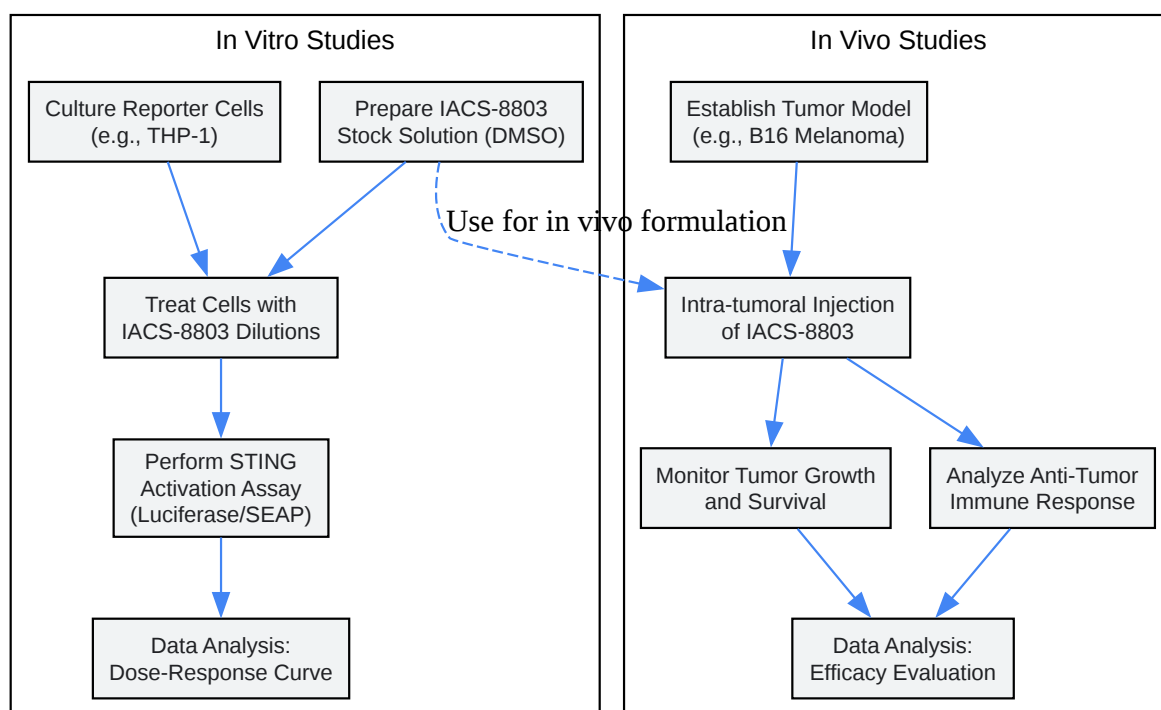 In Vitro Studies
Culture Reporter Cells
(e.g., THP-1)
Prepare IACS-8803
Stock Solution (DMSO)
Treat Cells with
IACS-8803 Dilutions
Perform STING
Activation Assay
(Luciferase/SEAP)
Data Analysis:
Dose-Response Curve
Use for in vivo formulation
In Vivo Studies
Establish Tumor Model
(e.g., B16 Melanoma)
Intra-tumoral Injection
of IACS-8803
Monitor Tumor Growth
and Survival
Analyze Anti-Tumor
Immune Response
Data Analysis:
Efficacy Evaluation